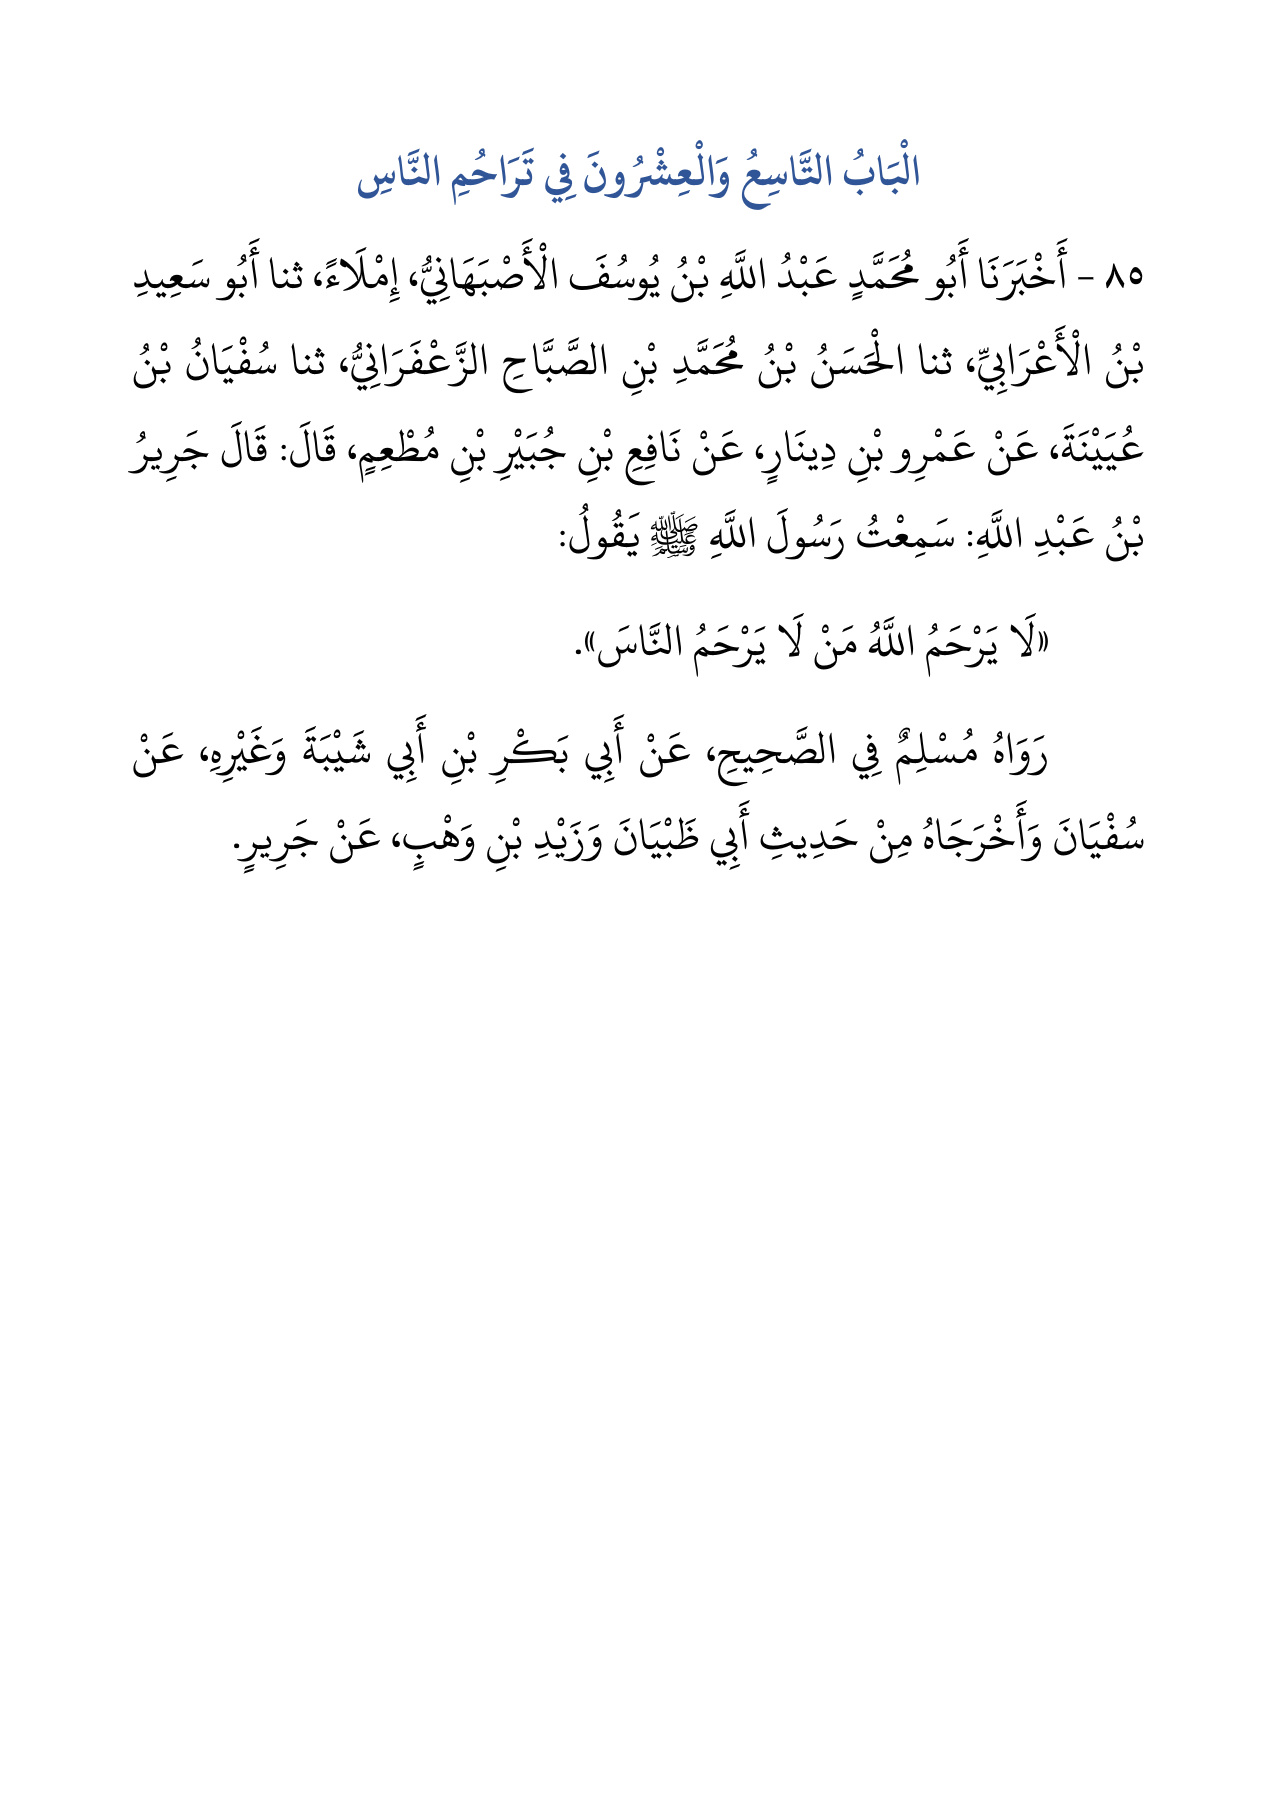 الْبَابُ التَّاسِعُ وَالْعِشْرُونَ فِي تَرَاحُمِ النَّاسِ
٨٥ - أَخْبَرَنَا أَبُو مُحَمَّدٍ عَبْدُ اللَّهِ بْنُ يُوسُفَ الْأَصْبَهَانِيُّ، إِمْلَاءً، ثنا أَبُو سَعِيدِ
بْنُ الْأَعْرَابِيِّ، ثنا الْحَسَنُ بْنُ مُحَمَّدِ بْنِ الصَّبَّاحِ الزَّعْفَرَانِيُّ، ثنا سُفْيَانُ بْنُ
عُيَيْنَةَ، عَنْ عَمْرِو بْنِ دِينَارٍ، عَنْ نَافِعِ بْنِ جُبَيْرِ بْنِ مُطْعِمٍ، قَالَ: قَالَ جَرِيرُ
بْنُ عَبْدِ اللَّهِ: سَمِعْتُ رَسُولَ اللَّهِ ﷺ يَقُولُ:
«لَا يَرْحَمُ اللَّهُ مَنْ لَا يَرْحَمُ النَّاسَ».
رَوَاهُ مُسْلِمٌ فِي الصَّحِيحِ، عَنْ أَبِي بَكْرِ بْنِ أَبِي شَيْبَةَ وَغَيْرِهِ، عَنْ
سُفْيَانَ وَأَخْرَجَاهُ مِنْ حَدِيثِ أَبِي ظَبْيَانَ وَزَيْدِ بْنِ وَهْبٍ، عَنْ جَرِيرٍ.